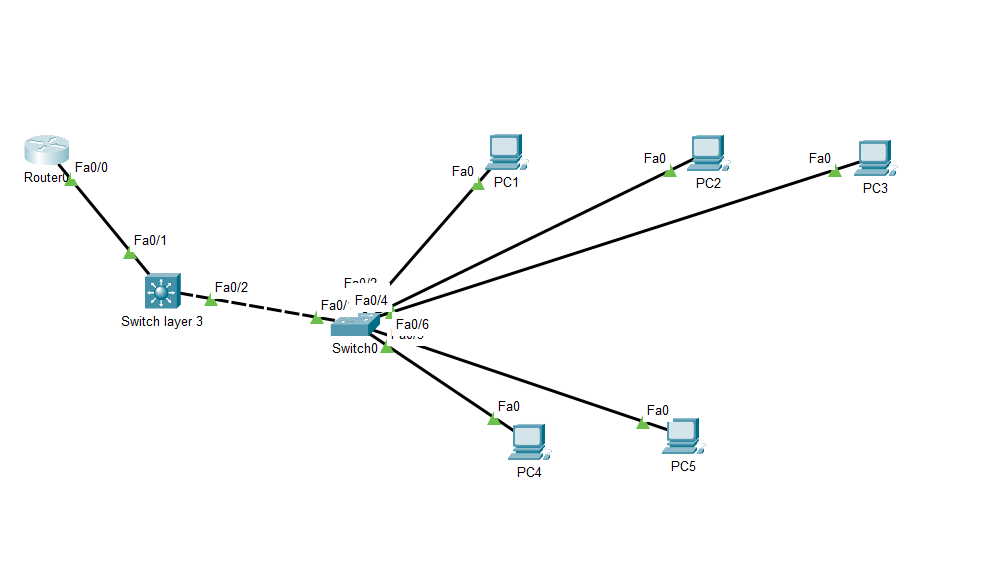 Fa0/0
Router0
Fa0/1
Switch layer 3
Fa0/2
Fa0/
Fa0/4
Fa0/6
Switch0
Fa0
PC1
Fa0
PC2
Fa0
PC3
Fa0
PC4
Fa0
PC5